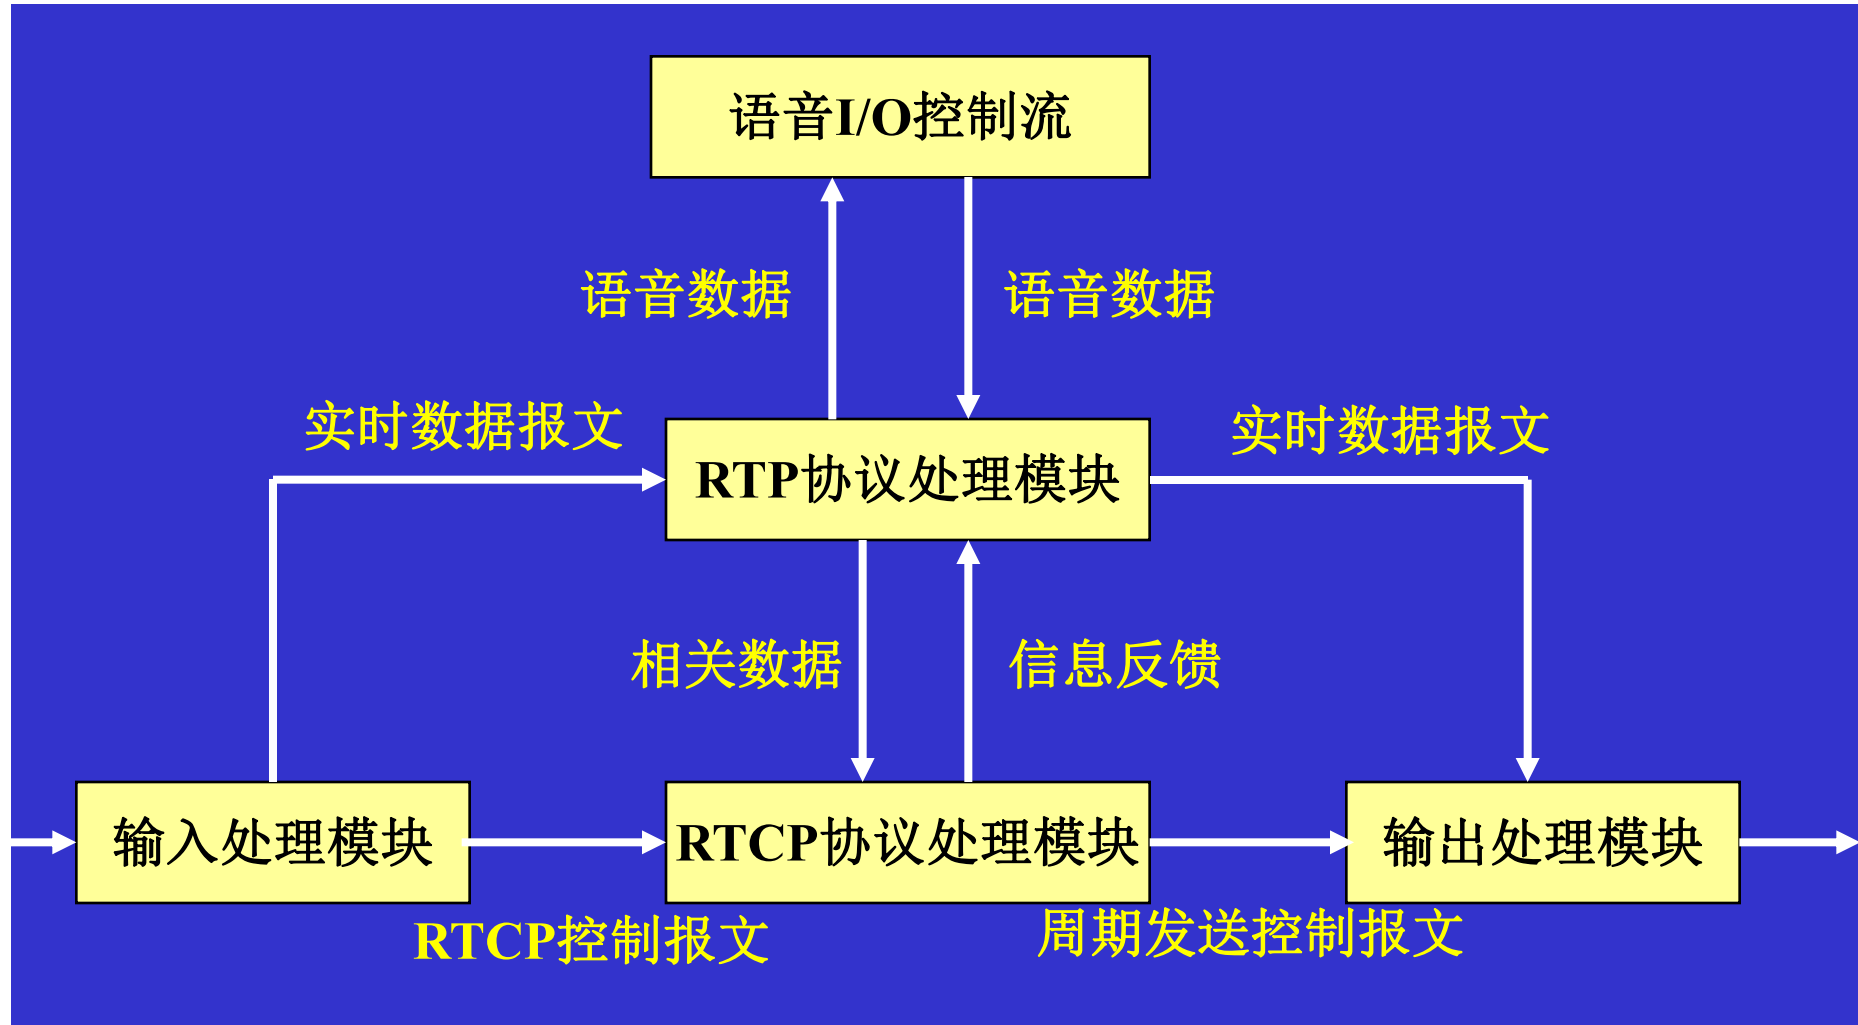 语音I/O控制流
语音数据
语音数据
实时数据报文
实时数据报文
RTP协议处理模块
相关数据
信息反馈
输入处理模块
RTCP协议处理模块
输出处理模块
RTCP控制报文
周期发送控制报文